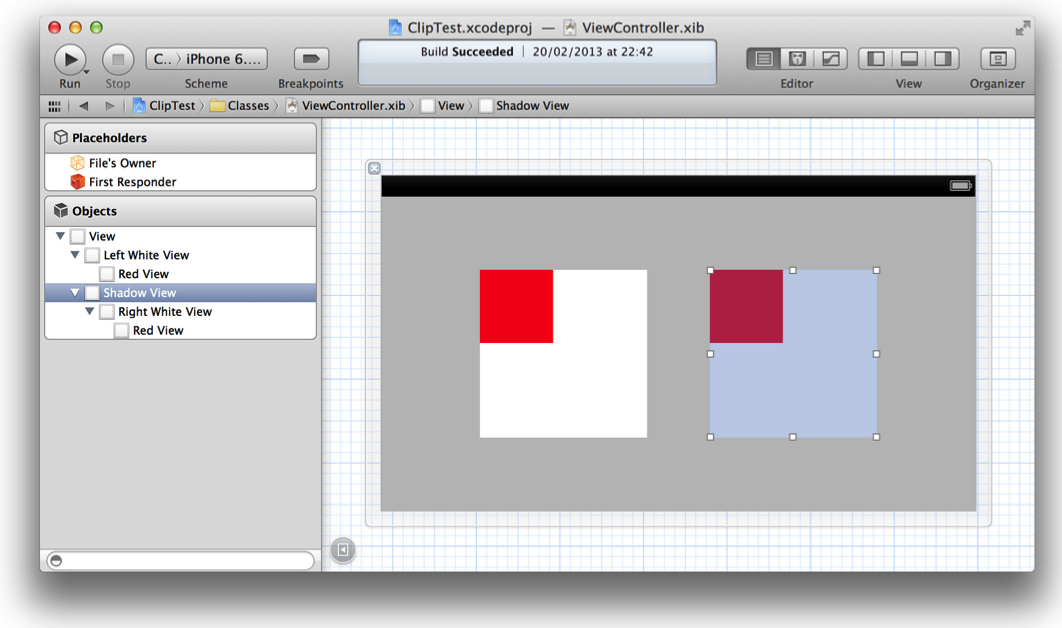 ClipTest.xcodeproj — ViewController.xib
C.. › iPhone 6....
Build Succeeded | 20/02/2013 at 22:42
Run Stop Scheme Breakpoints Editor View Organizer
ClipTest › Classes › ViewController.xib › View › Shadow View
Placeholders
File's Owner
First Responder
Objects
View
Left White View
Red View
Shadow View
Right White View
Red View